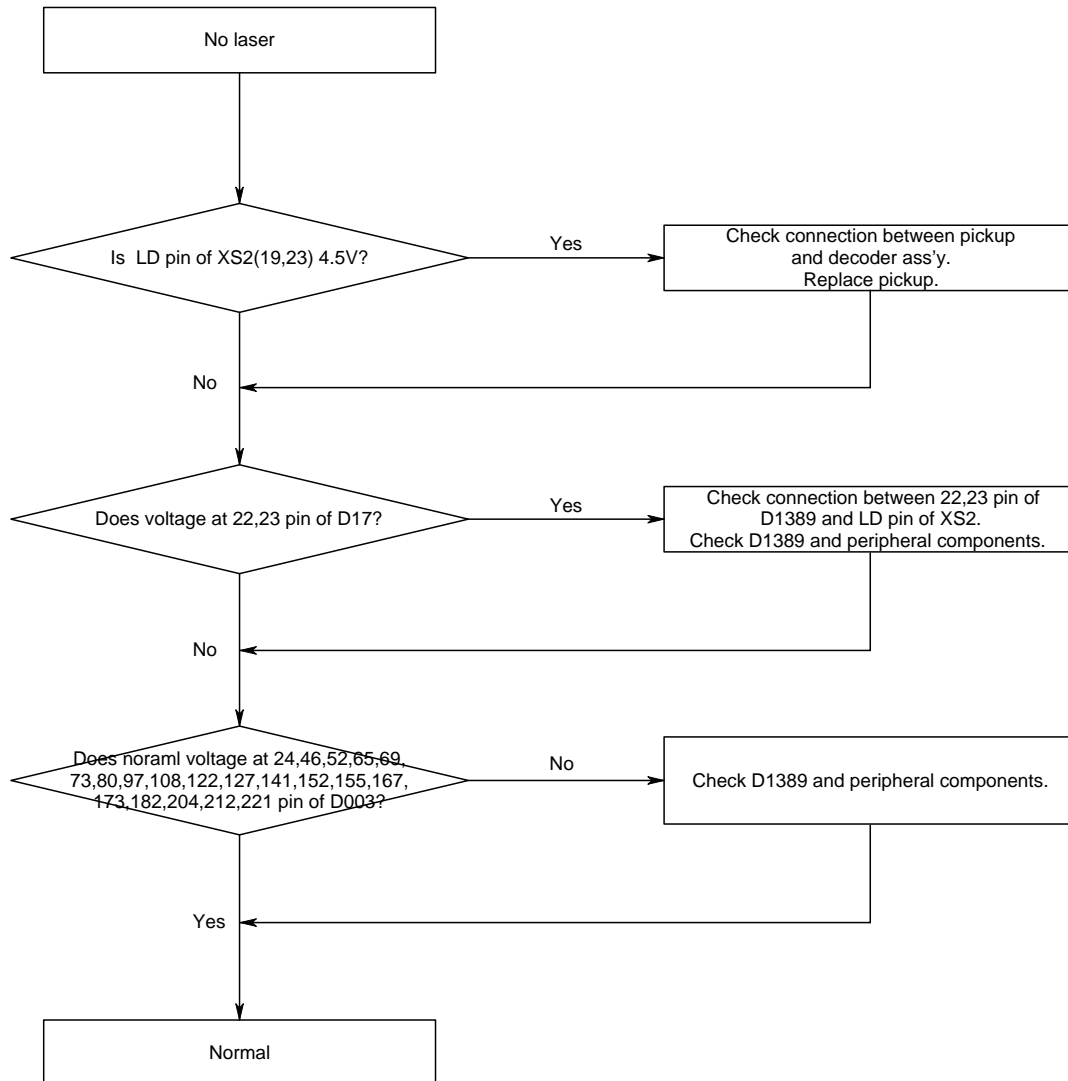 No laser
Is LD pin of XS2(19,23) 4.5V?
Yes
Check connection between pickup
and decoder ass'y.
Replace pickup.
No
Does voltage at 22,23 pin of D17?
Yes
Check connection between 22,23 pin of
D1389 and LD pin of XS2.
Check D1389 and peripheral components.
No
Does noraml voltage at 24,46,52,65,69,
73,80,97,108,122,127,141,152,155,167,
173,182,204,212,221 pin of D003?
No
Check D1389 and peripheral components.
Yes
Normal